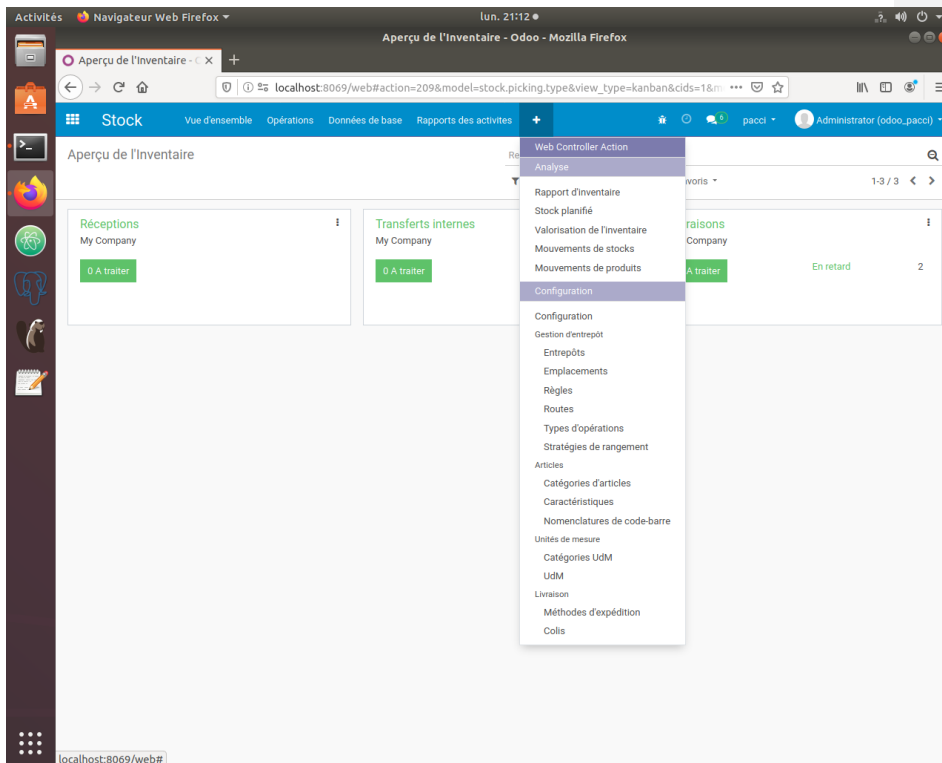 Activités Navigateur Web Firefox lun. 21:12
Aperçu de l'Inventaire - Odoo - Mozilla Firefox
Aperçu de l'Inventaire -
localhost:8069/web#action=209&model=stock.picking.type&view_type=kanban&cids=1&m
Stock Vue d'ensemble Opérations Données de base Rapports des activites + 6 pacci Administrator (odoo_pacci)
Aperçu de l'Inventaire Re
voris 1-3 / 3
Web Controller Action
Analyse
Rapport d'inventaire
Stock planifié
Valorisation de l'inventaire
Mouvements de stocks
Mouvements de produits
Configuration
Configuration
Gestion d'entrepôt
Entrepôts
Emplacements
Règles
Routes
Types d'opérations
Stratégies de rangement
Articles
Catégories d'articles
Caractéristiques
Nomenclatures de code-barre
Unités de mesure
Catégories UdM
UdM
Livraison
Méthodes d'expédition
Colis
Réceptions
My Company
0 A traiter
Transferts internes
My Company
0 A traiter
raisons
Company
A traiter
En retard 2
localhost:8069/web#